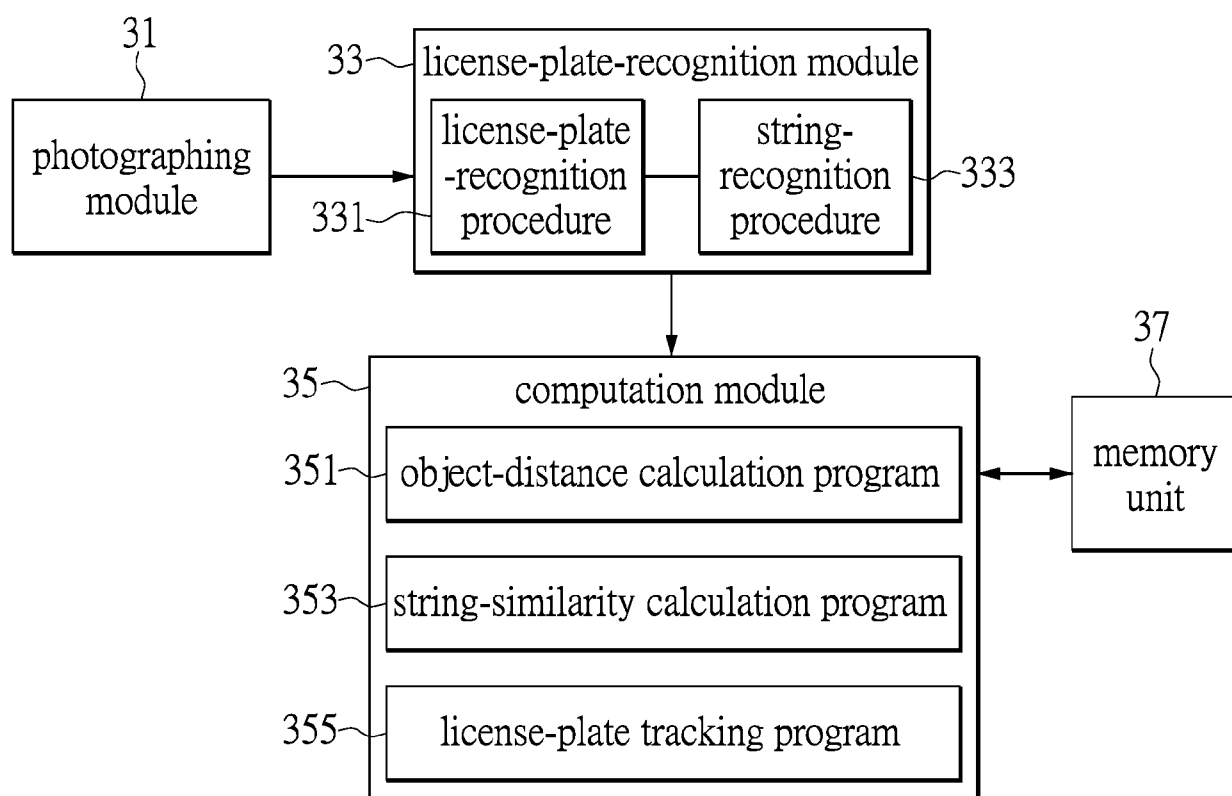 31
photographing
module
33
license-plate-recognition module
license-plate
-recognition
procedure
331
string-
recognition
procedure
333
35
computation module
351
object-distance calculation program
353
string-similarity calculation program
355
license-plate tracking program
37
memory
unit